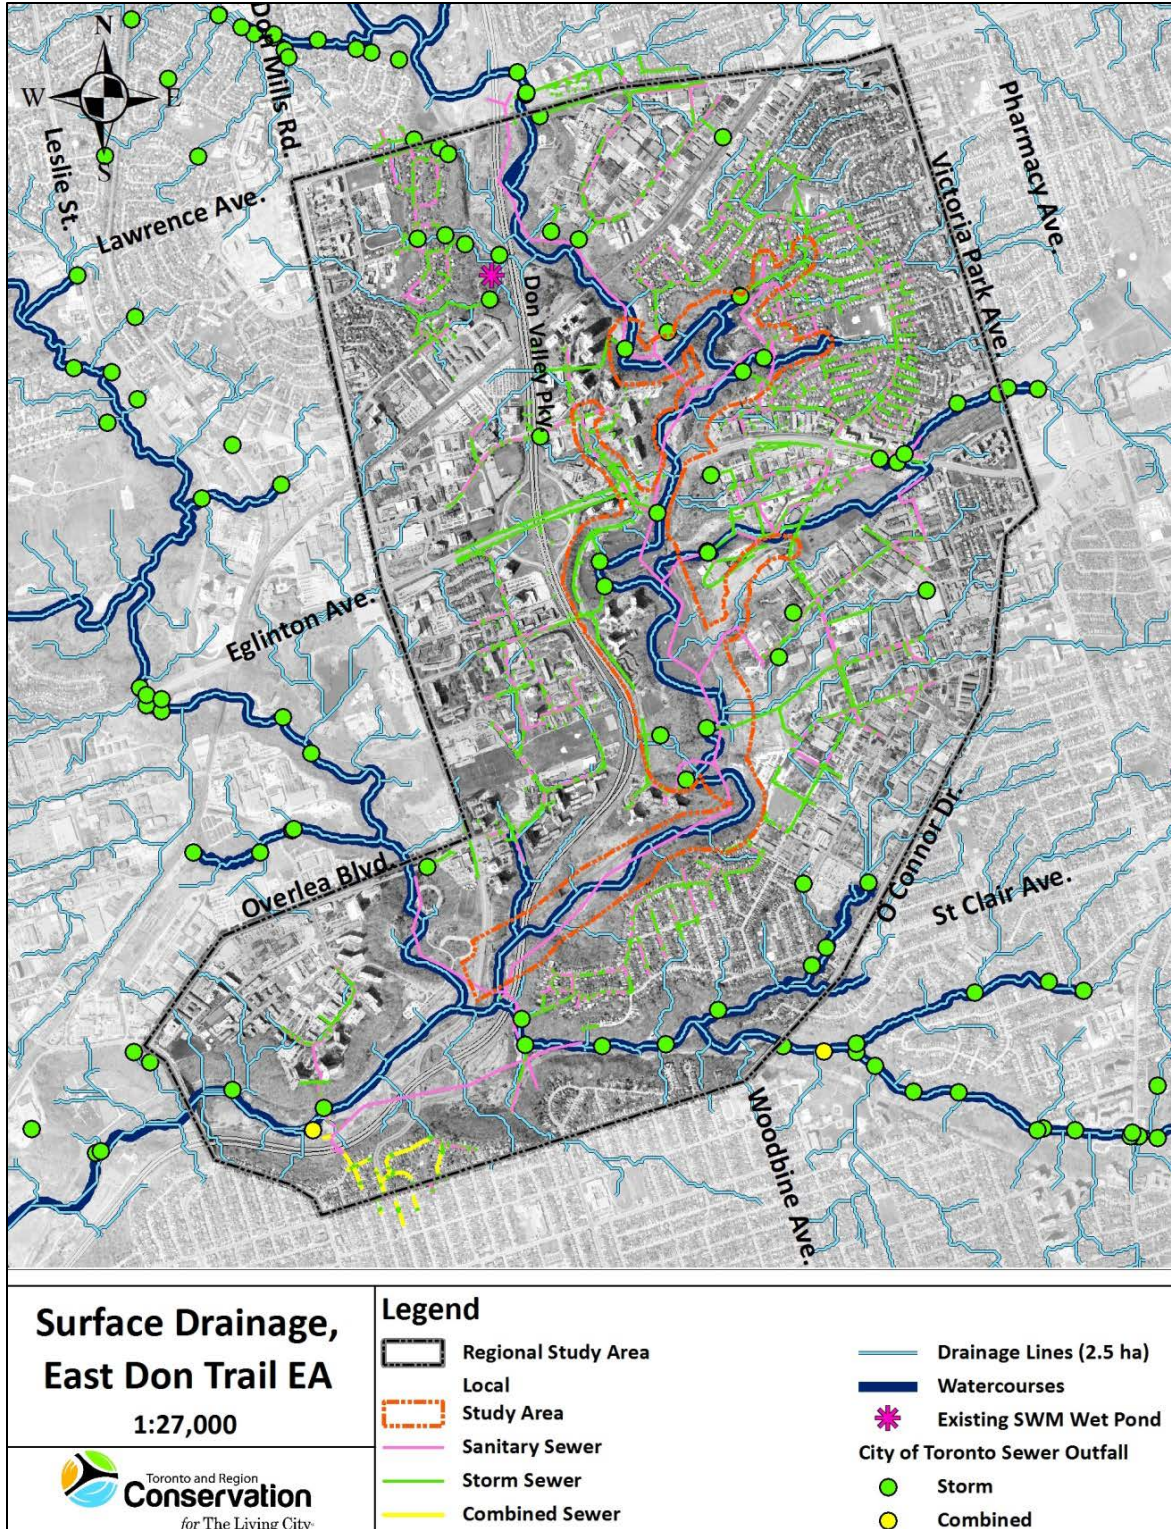 N
W
E
S
Don Mills Rd.
Leslie St.
Lawrence Ave.
Pharmacy Ave.
Victoria Park Ave.
Don Valley Pky.
Eglinton Ave.
Overlea Blvd.
O Connor Dr.
St Clair Ave.
Woodbine Ave.
Surface Drainage,
East Don Trail EA
1:27,000
Toronto and Region
Conservation
for The Living City
Legend
Regional Study Area
Local
Study Area
Sanitary Sewer
Storm Sewer
Combined Sewer
Drainage Lines (2.5 ha)
Watercourses
Existing SWM Wet Pond
City of Toronto Sewer Outfall
Storm
Combined